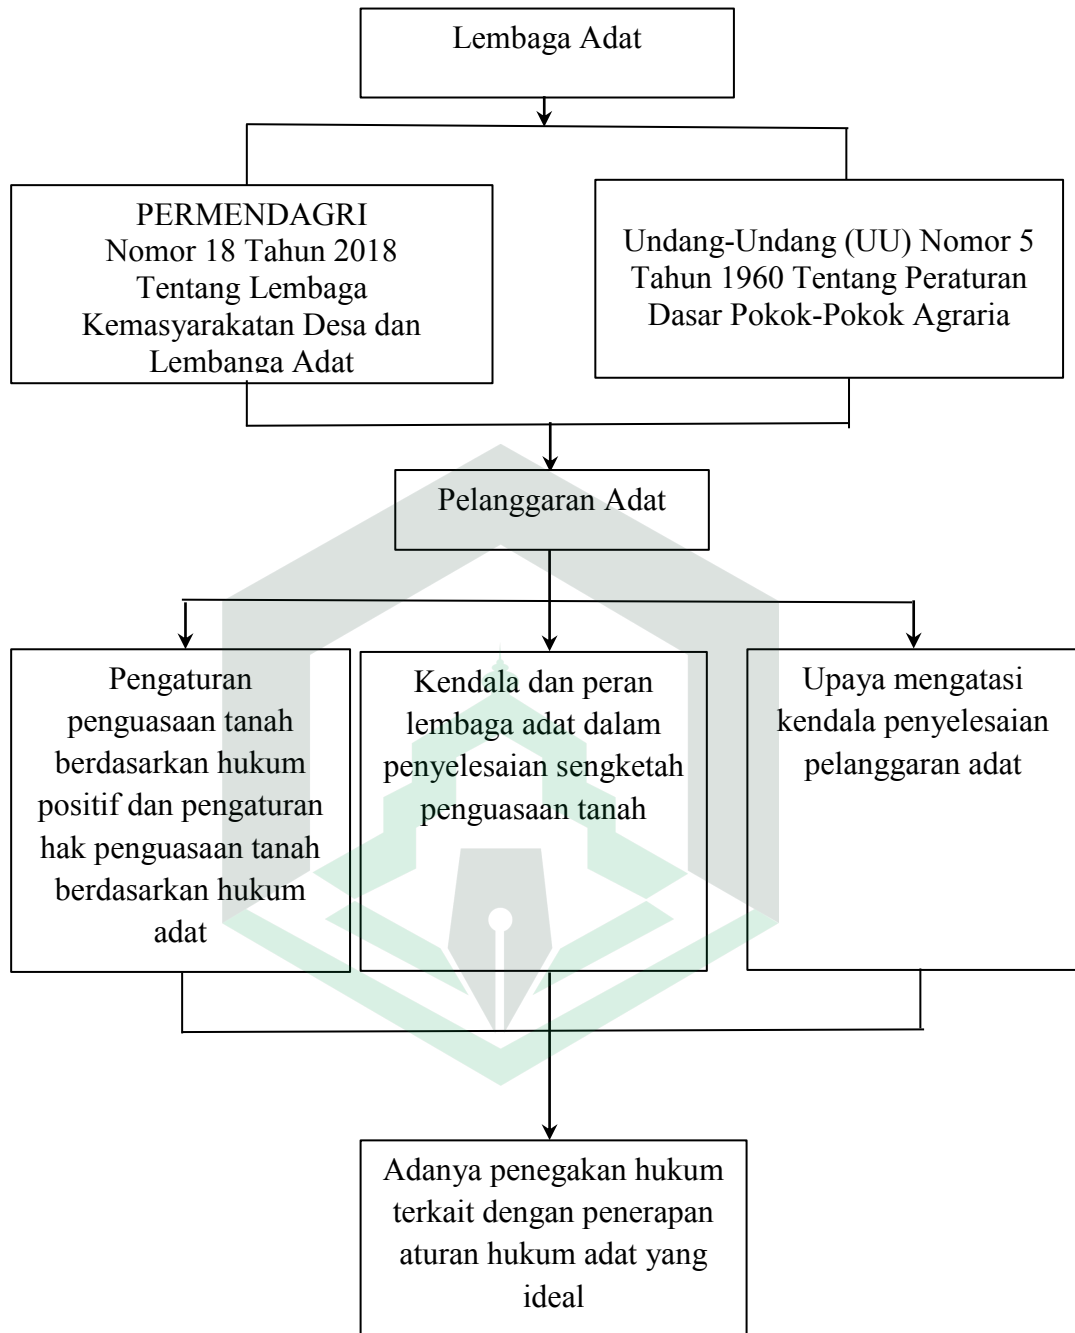 Lembaga Adat
PERMENDAGRI
Nomor 18 Tahun 2018
Tentang Lembaga
Kemasyarakatan Desa dan
Lembanga Adat
Undang-Undang (UU) Nomor 5
Tahun 1960 Tentang Peraturan
Dasar Pokok-Pokok Agraria
Pelanggaran Adat
Pengaturan
penguasaan tanah
berdasarkan hukum
positif dan pengaturan
hak penguasaan tanah
berdasarkan hukum
adat
Kendala dan peran
lembaga adat dalam
penyelesaian sengketah
penguasaan tanah
Upaya mengatasi
kendala penyelesaian
pelanggaran adat
Adanya penegakan hukum
terkait dengan penerapan
aturan hukum adat yang
ideal